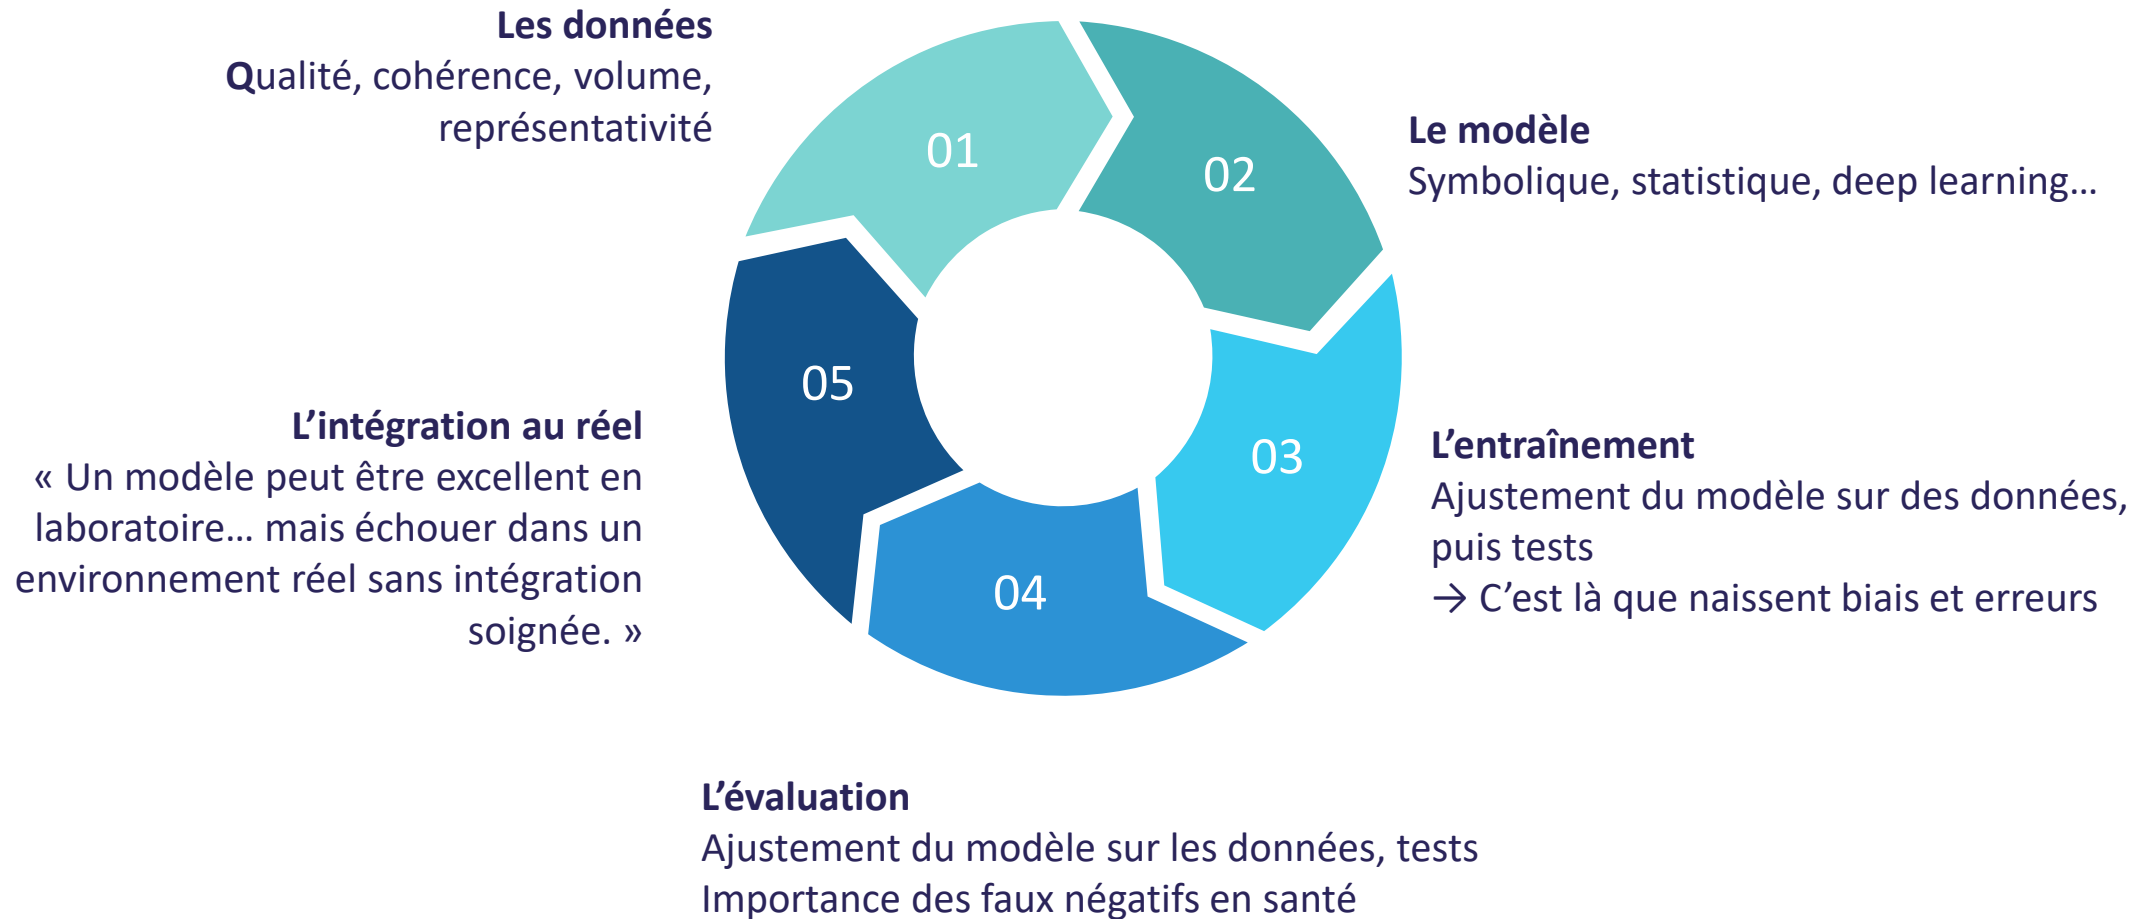 Les données
Qualité, cohérence, volume,
représentativité
01
02
Le modèle
Symbolique, statistique, deep learning…
03
L’entraînement
Ajustement du modèle sur des données,
puis tests
→ C’est là que naissent biais et erreurs
04
L’évaluation
Ajustement du modèle sur les données, tests
Importance des faux négatifs en santé
05
L’intégration au réel
« Un modèle peut être excellent en
laboratoire… mais échouer dans un
environnement réel sans intégration
soignée. »